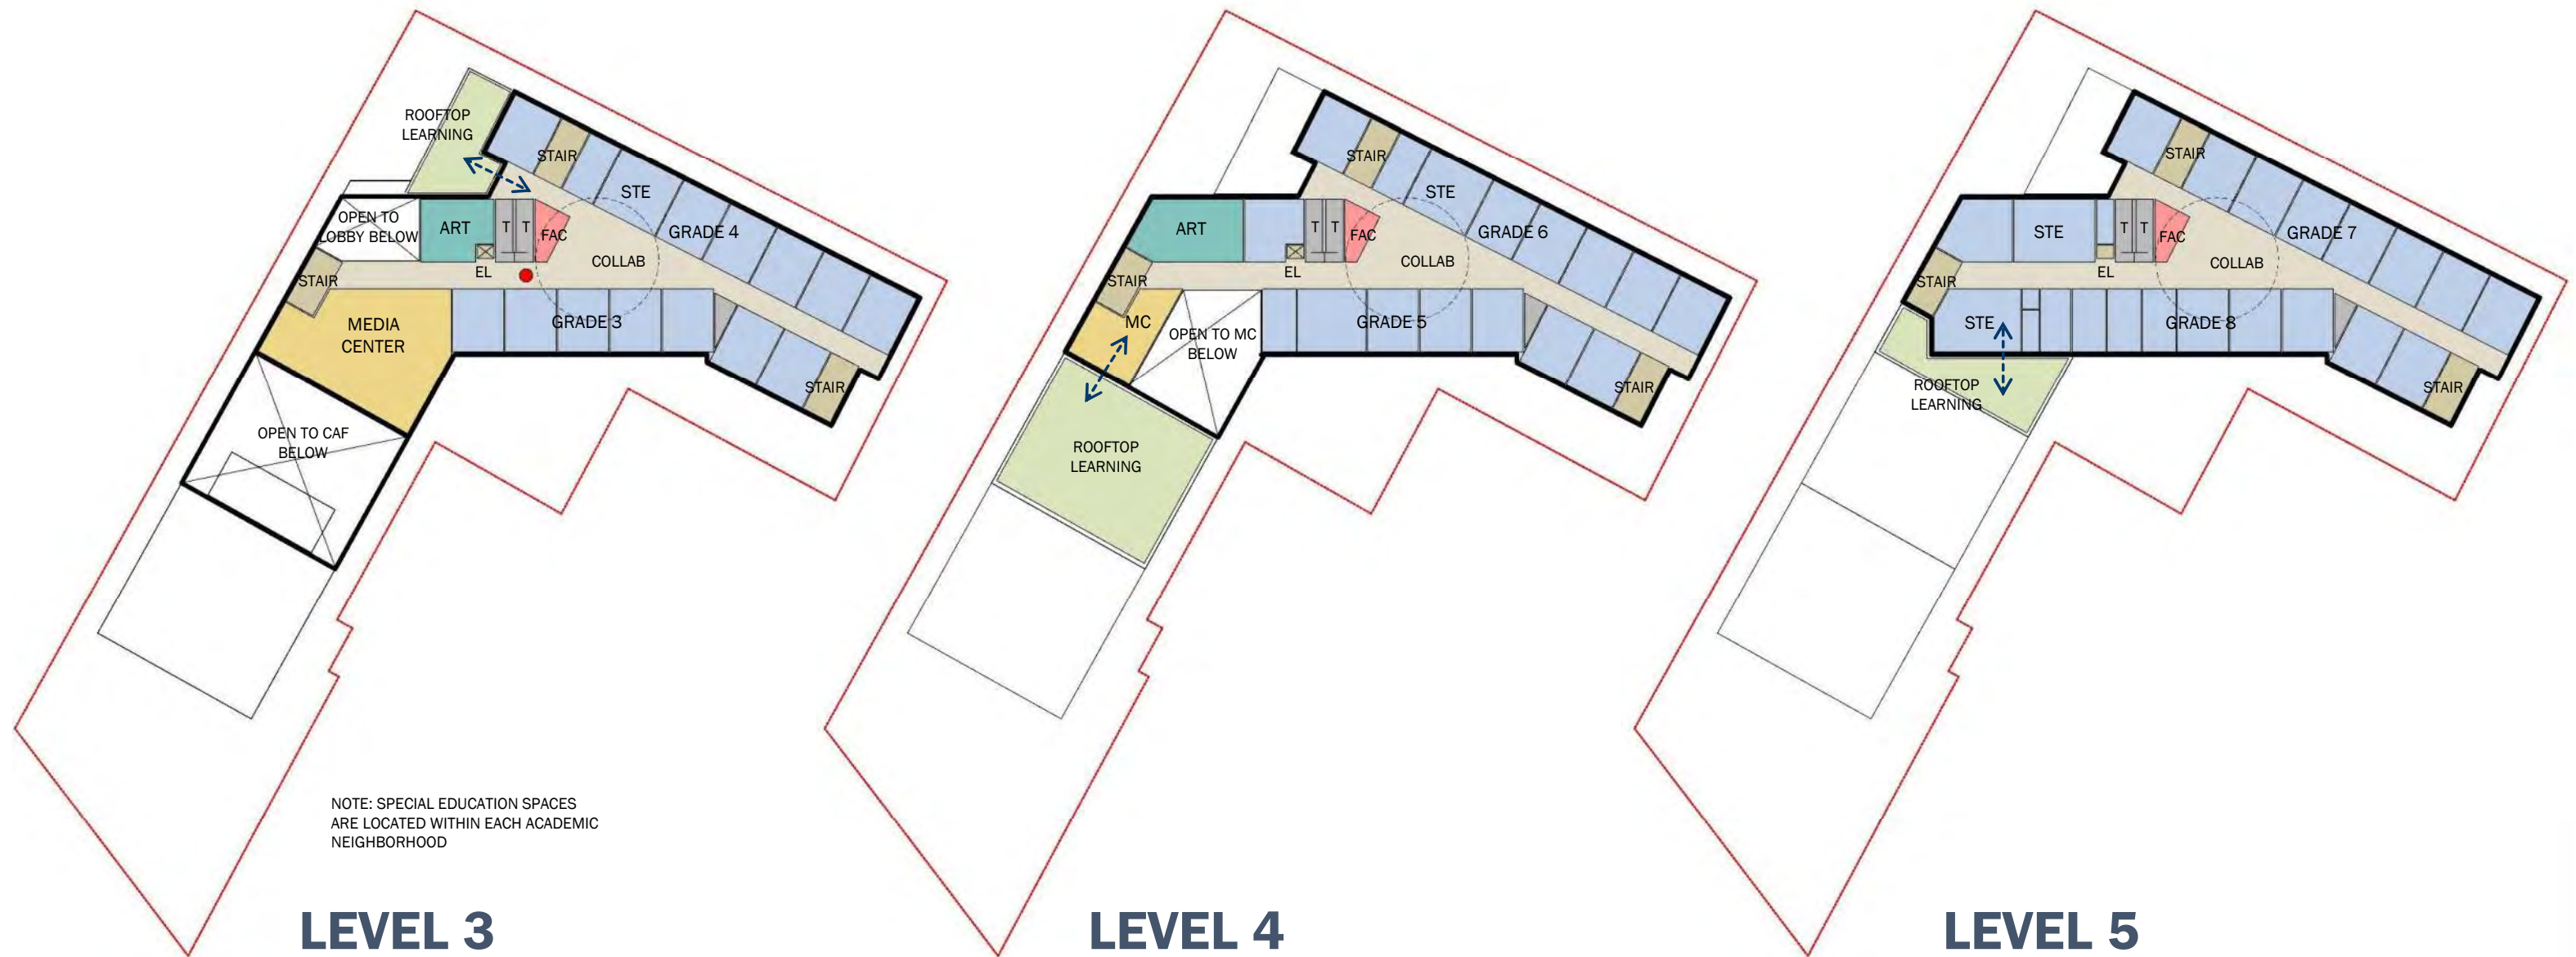 ROOFTOP
LEARNING
STAIR
STE
OPEN TO
LOBBY BELOW
ART
T T
FAC
GRADE 4
COLLAB
EL
STAIR
MEDIA
CENTER
GRADE 3
STAIR
OPEN TO CAF
BELOW
NOTE: SPECIAL EDUCATION SPACES
ARE LOCATED WITHIN EACH ACADEMIC
NEIGHBORHOOD
LEVEL 3
STAIR
STE
ART
T T
FAC
GRADE 6
COLLAB
EL
STAIR
MC
OPEN TO MC
BELOW
GRADE 5
STAIR
ROOFTOP
LEARNING
LEVEL 4
STAIR
STE
T T
FAC
GRADE 7
COLLAB
EL
STAIR
STE
GRADE 8
STAIR
ROOFTOP
LEARNING
LEVEL 5